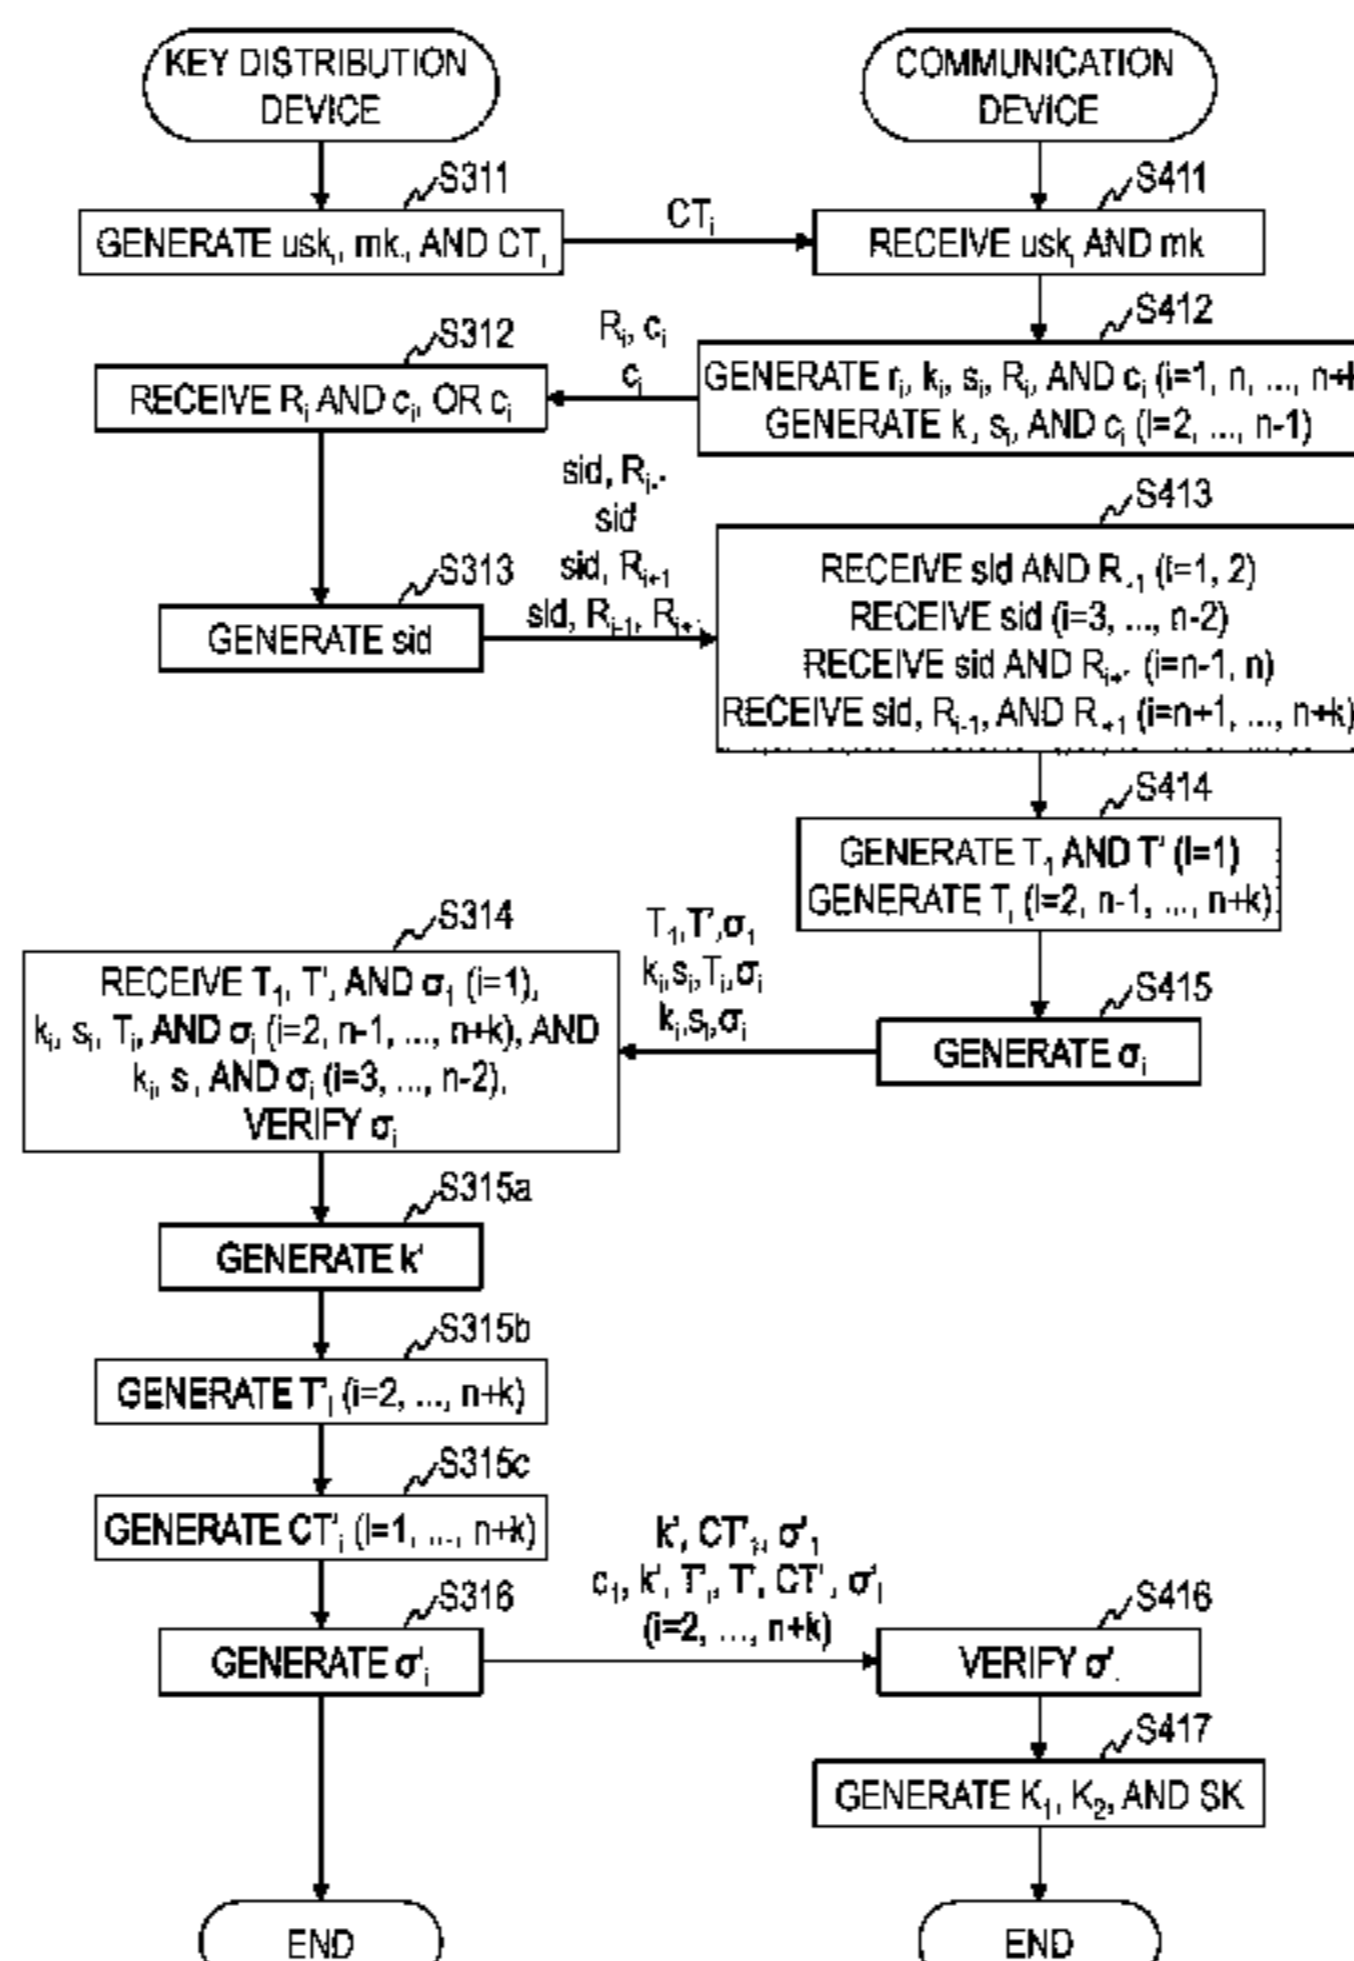 KEY DISTRIBUTION
DEVICE
COMMUNICATION
DEVICE
S311
GENERATE uskᵢ, mkᵢ, AND CTᵢ
CTᵢ
S411
RECEIVE uskᵢ AND mk
S412
GENERATE rᵢ, kᵢ, sᵢ, Rᵢ, AND cᵢ (i=1, n, ..., n+k
GENERATE k, sᵢ, AND cᵢ (i=2, ..., n-1)
Rᵢ, cᵢ
cᵢ
S312
RECEIVE Rᵢ AND cᵢ, OR cᵢ
S313
GENERATE sid
sid, Rᵢ₋
sid
sid, Rᵢ₊₁
sid, Rᵢ₋₁, Rᵢ₊
S413
RECEIVE sid AND R₋₁ (i=1, 2)
RECEIVE sid (i=3, ..., n-2)
RECEIVE sid AND Rᵢ₊ (i=n-1, n)
RECEIVE sid, Rᵢ₋₁, AND R₊₁ (i=n+1, ..., n+k)
S414
GENERATE T₁ AND T' (i=1)
GENERATE Tᵢ (i=2, n-1, ..., n+k)
S415
GENERATE σᵢ
T₁,T',σ₁
kᵢ,sᵢ,Tᵢ,σᵢ
kᵢ,sᵢ,σᵢ
S314
RECEIVE T₁, T', AND σ₁ (i=1),
kᵢ, sᵢ, Tᵢ, AND σᵢ (i=2, n-1, ..., n+k), AND
kᵢ, sᵢ AND σᵢ (i=3, ..., n-2),
VERIFY σᵢ
S315a
GENERATE k'
S315b
GENERATE T'ᵢ (i=2, ..., n+k)
S315c
GENERATE CT'ᵢ (i=1, ..., n+k)
S316
GENERATE σ'ᵢ
k', CT'₁, σ'₁
c₁, k', T'ᵢ, T', CT', σ'ᵢ
(i=2, ..., n+k)
S416
VERIFY σ'
S417
GENERATE K₁, K₂, AND SK
END
END